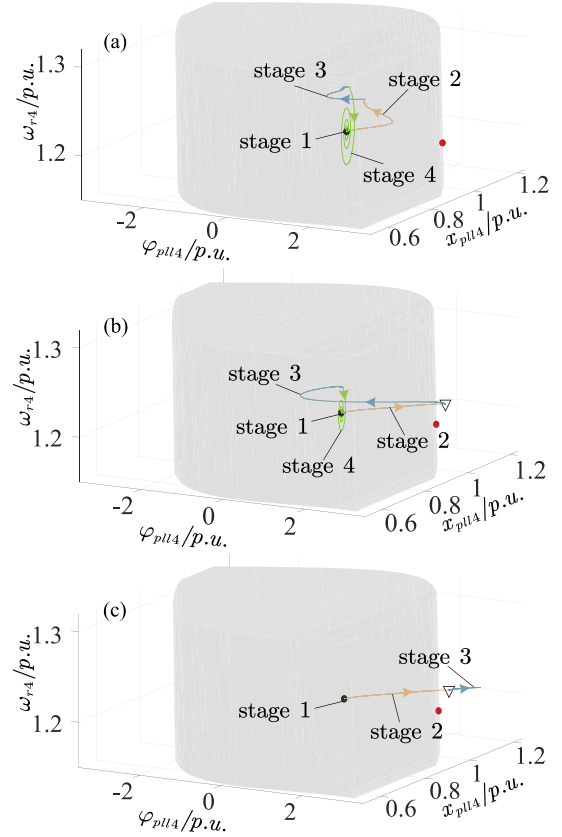 (a)
1.3
stage 3
stage 2
ω_{r4}/p.u.
1.2
stage 1
stage 4
1.2
1
0.8
0.6
-2
0
2
φ_{pll4}/p.u.
x_{pll4}/p.u.
(b)
1.3
stage 3
ω_{r4}/p.u.
stage 1
1.2
stage 2
stage 4
1.2
1
0.8
0.6
-2
0
2
φ_{pll4}/p.u.
x_{pll4}/p.u.
(c)
1.3
stage 3
ω_{r4}/p.u.
stage 1
1.2
stage 2
1.2
1
0.8
0.6
-2
0
2
φ_{pll4}/p.u.
x_{pll4}/p.u.